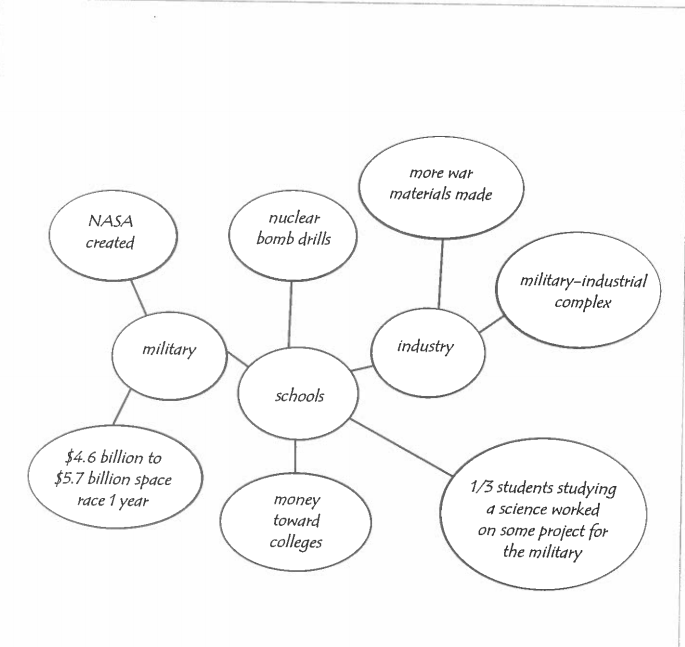 more war
materials made
NASA
created
nuclear
bomb drills
military-industrial
complex
military
industry
schools
$4.6 billion to
$5.7 billion space
race 1 year
money
toward
colleges
1/3 students studying
a science worked
on some project for
the military